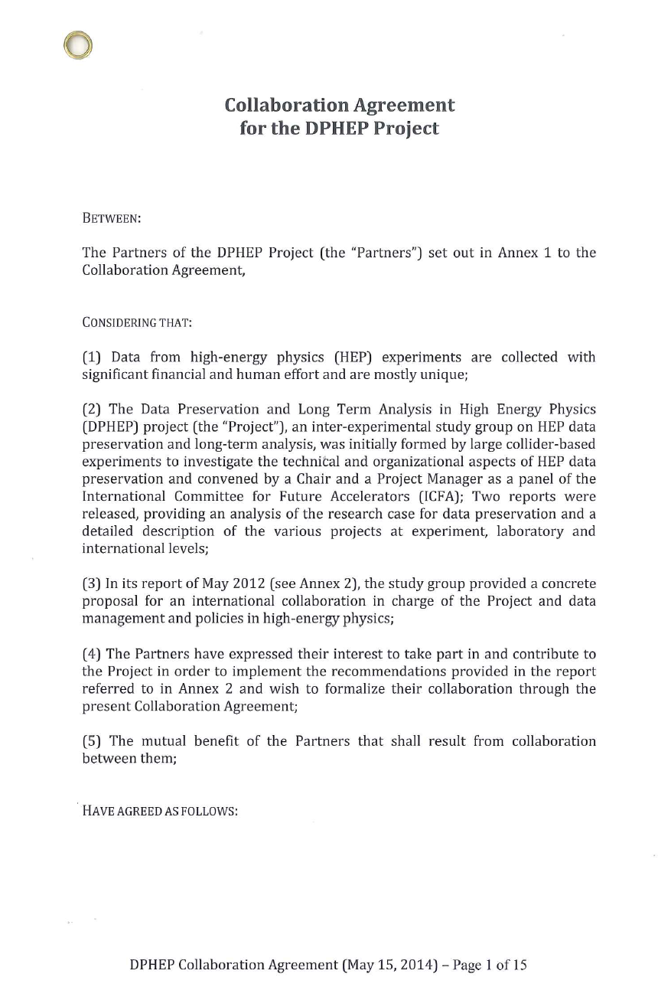 Collaboration Agreement
for the DPHEP Project
BETWEEN:
The Partners of the DPHEP Project (the “Partners”) set out in Annex 1 to the
Collaboration Agreement,
CONSIDERING THAT:
(1) Data from high-energy physics (HEP) experiments are collected with
significant financial and human effort and are mostly unique;
(2) The Data Preservation and Long Term Analysis in High Energy Physics
(DPHEP) project (the “Project”), an inter-experimental study group on HEP data
preservation and long-term analysis, was initially formed by large collider-based
experiments to investigate the technical and organizational aspects of HEP data
preservation and convened by a Chair and a Project Manager as a panel of the
International Committee for Future Accelerators (ICFA); Two reports were
released, providing an analysis of the research case for data preservation and a
detailed description of the various projects at experiment, laboratory and
international levels;
(3) In its report of May 2012 (see Annex 2), the study group provided a concrete
proposal for an international collaboration in charge of the Project and data
management and policies in high-energy physics;
(4) The Partners have expressed their interest to take part in and contribute to
the Project in order to implement the recommendations provided in the report
referred to in Annex 2 and wish to formalize their collaboration through the
present Collaboration Agreement;
(5) The mutual benefit of the Partners that shall result from collaboration
between them;
HAVE AGREED AS FOLLOWS:
DPHEP Collaboration Agreement (May 15, 2014) – Page 1 of 15